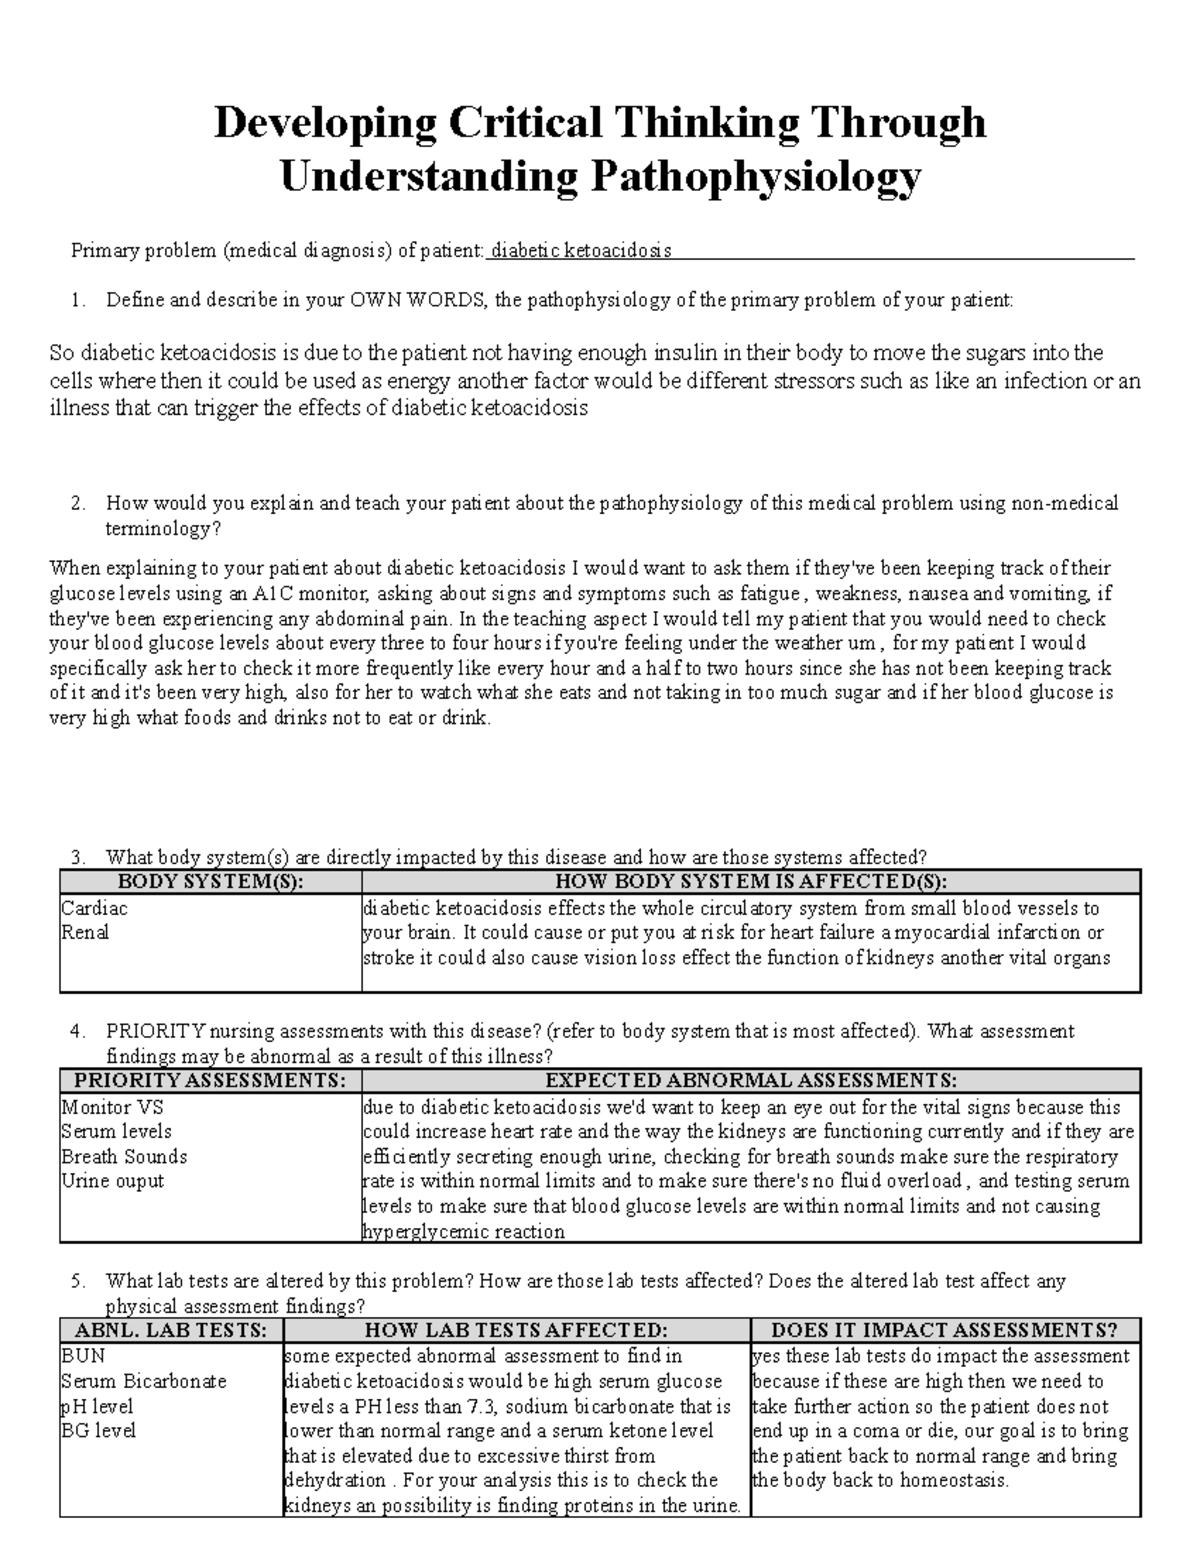 Developing Critical Thinking Through
Understanding Pathophysiology
Primary problem (medical diagnosis) of patient: diabetic ketoacidosis
1. Define and describe in your OWN WORDS, the pathophysiology of the primary problem of your patient:
So diabetic ketoacidosis is due to the patient not having enough insulin in their body to move the sugars into the
cells where then it could be used as energy another factor would be different stressors such as like an infection or an
illness that can trigger the effects of diabetic ketoacidosis
2. How would you explain and teach your patient about the pathophysiology of this medical problem using non-medical
terminology?
When explaining to your patient about diabetic ketoacidosis I would want to ask them if they've been keeping track of their
glucose levels using an A1C monitor, asking about signs and symptoms such as fatigue , weakness, nausea and vomiting, if
they've been experiencing any abdominal pain. In the teaching aspect I would tell my patient that you would need to check
your blood glucose levels about every three to four hours if you're feeling under the weather um , for my patient I would
specifically ask her to check it more frequently like every hour and a half to two hours since she has not been keeping track
of it and it's been very high, also for her to watch what she eats and not taking in too much sugar and if her blood glucose is
very high what foods and drinks not to eat or drink.
3. What body system(s) are directly impacted by this disease and how are those systems affected?
BODY SYSTEM(S): HOW BODY SYSTEM IS AFFECTED(S):
Cardiac diabetic ketoacidosis effects the whole circulatory system from small blood vessels to
Renal your brain. It could cause or put you at risk for heart failure a myocardial infarction or
stroke it could also cause vision loss effect the function of kidneys another vital organs
4. PRIORITY nursing assessments with this disease? (refer to body system that is most affected). What assessment
findings may be abnormal as a result of this illness?
PRIORITY ASSESSMENTS: EXPECTED ABNORMAL ASSESSMENTS:
Monitor VS due to diabetic ketoacidosis we'd want to keep an eye out for the vital signs because this
Serum levels could increase heart rate and the way the kidneys are functioning currently and if they are
Breath Sounds efficiently secreting enough urine, checking for breath sounds make sure the respiratory
Urine ouput rate is within normal limits and to make sure there's no fluid overload , and testing serum
levels to make sure that blood glucose levels are within normal limits and not causing
hyperglycemic reaction
5. What lab tests are altered by this problem? How are those lab tests affected? Does the altered lab test affect any
physical assessment findings?
ABNL. LAB TESTS: HOW LAB TESTS AFFECTED: DOES IT IMPACT ASSESSMENTS?
BUN some expected abnormal assessment to find in yes these lab tests do impact the assessment
Serum Bicarbonate diabetic ketoacidosis would be high serum glucose because if these are high then we need to
pH level levels a PH less than 7.3, sodium bicarbonate that is take further action so the patient does not
BG level lower than normal range and a serum ketone level end up in a coma or die, our goal is to bring
that is elevated due to excessive thirst from the patient back to normal range and bring
dehydration . For your analysis this is to check the the body back to homeostasis.
kidneys an possibility is finding proteins in the urine.